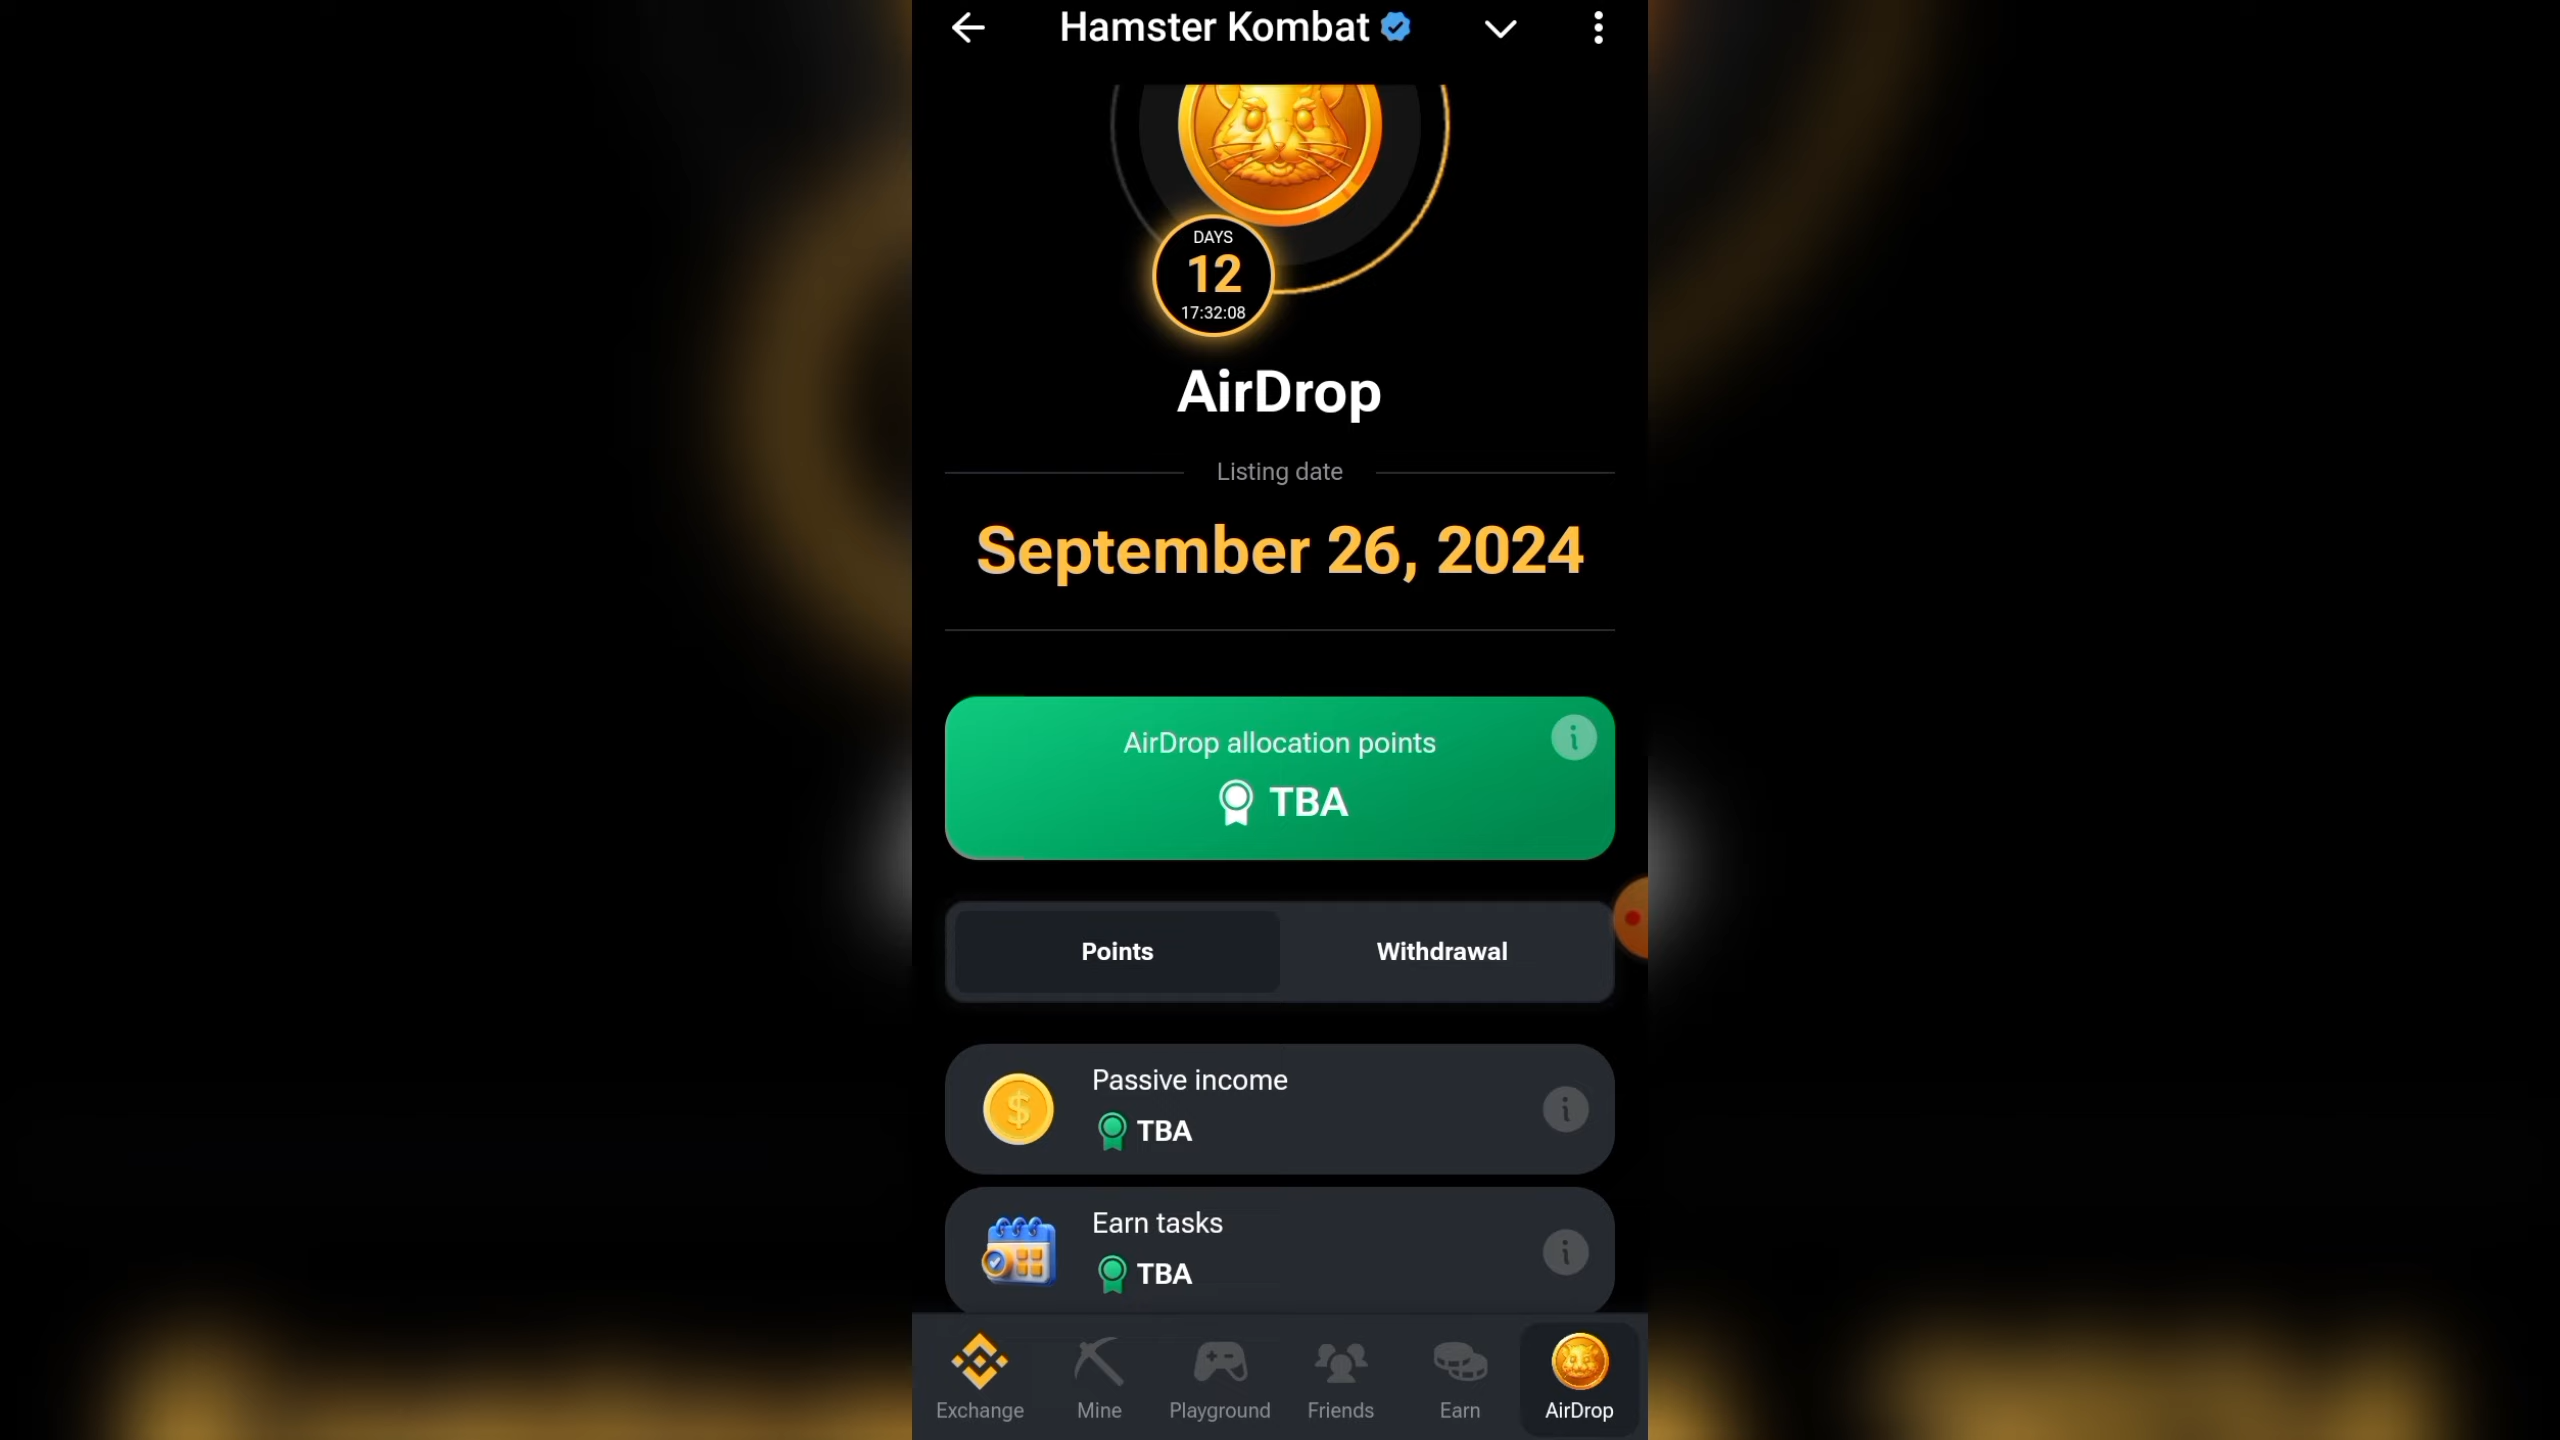 Hamster Kombat
DAYS
12
17:32:08
AirDrop
Listing date
September 26, 2024
AirDrop allocation points
TBA
Points
Withdrawal
Passive income
TBA
Earn tasks
TBA
Exchange
Mine
Playground
Friends
Earn
AirDrop